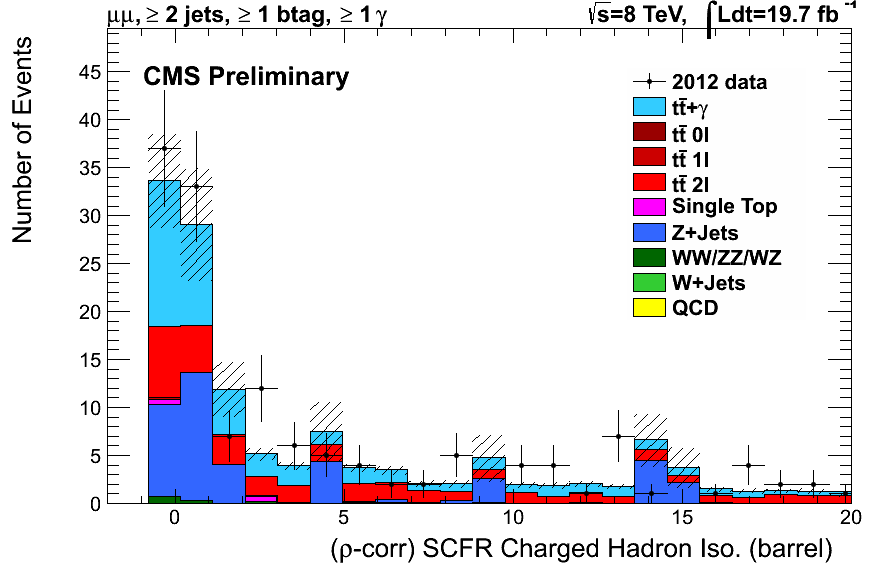 μμ, ≥ 2 jets, ≥ 1 btag, ≥ 1 γ
√s=8 TeV, ∫Ldt=19.7 fb⁻¹
CMS Preliminary
Number of Events
45
40
35
30
25
20
15
10
5
0
2012 data
tt̄+γ
tt̄ 0l
tt̄ 1l
tt̄ 2l
Single Top
Z+Jets
WW/ZZ/WZ
W+Jets
QCD
0 5 10 15 20
(ρ-corr) SCFR Charged Hadron Iso. (barrel)